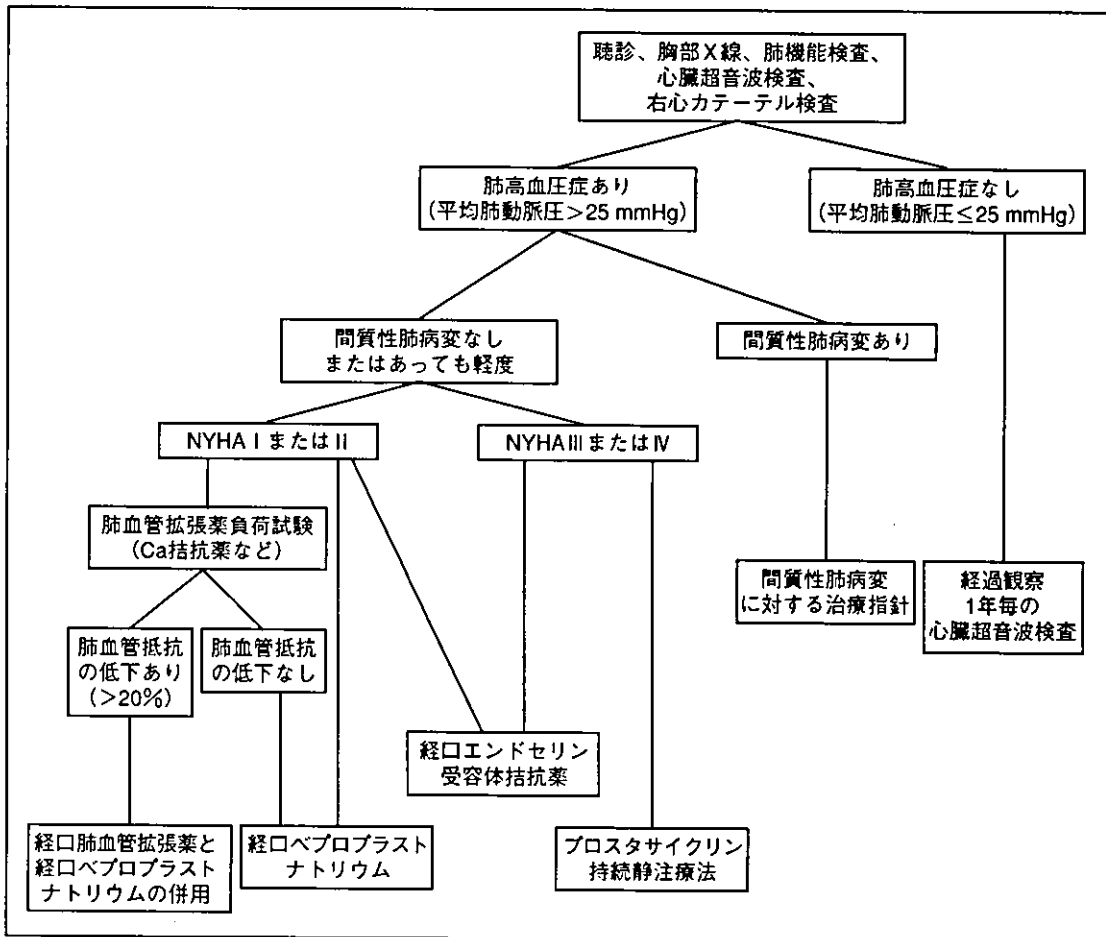 聴診、胸部X線、肺機能検査、
心臓超音波検査、
右心カテーテル検査
肺高血圧症あり
(平均肺動脈圧>25 mmHg)
肺高血圧症なし
(平均肺動脈圧≤25 mmHg)
間質性肺病変なし
またはあっても軽度
間質性肺病変あり
NYHA I または II
NYHA III または IV
肺血管拡張薬負荷試験
(Ca拮抗薬など)
間質性肺病変
に対する治療指針
経過観察
1年毎の
心臓超音波検査
肺血管抵抗
の低下あり
(>20%)
肺血管抵抗
の低下なし
経口エンドセリン
受容体拮抗薬
経口肺血管拡張薬と
経口ベプロプラスト
ナトリウムの併用
経口ベプロプラスト
ナトリウム
プロスタサイクリン
持続静注療法